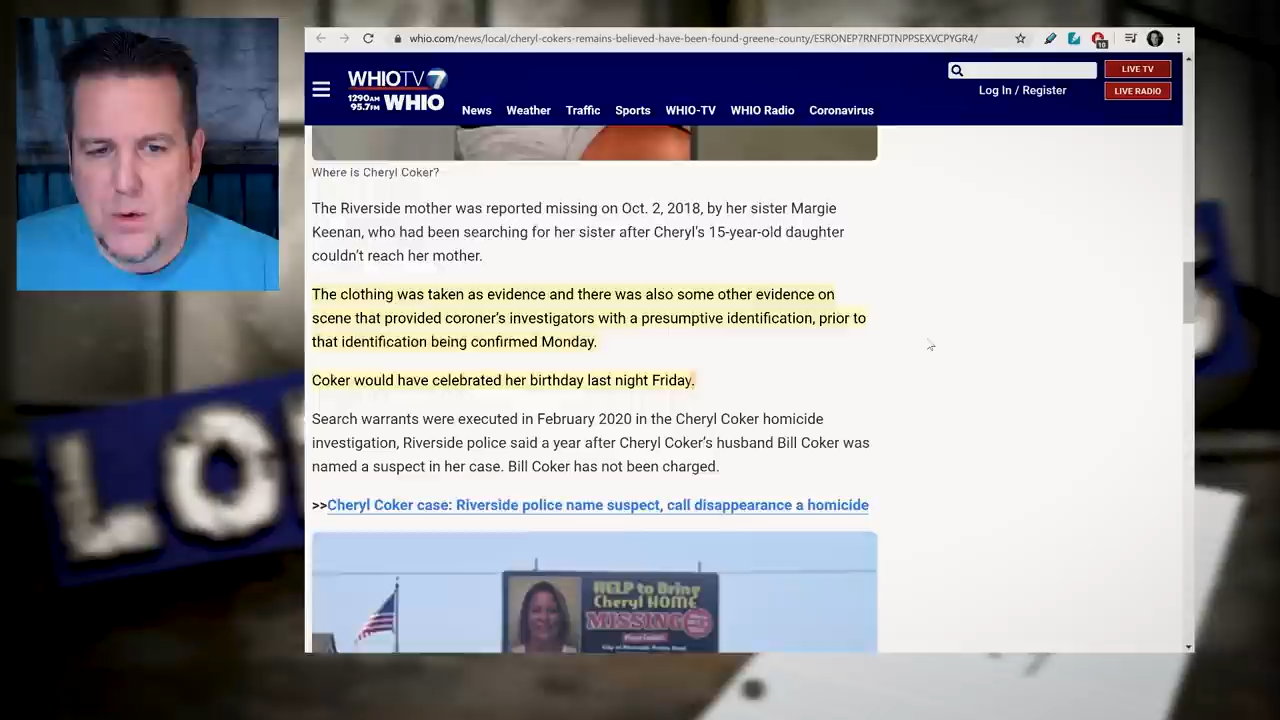 whio.com/news/local/cheryl-cokers-remains-believed-have-been-found-greene-county/ESRONEP7RNFDTNPPSEXVCPYGR4/
10
WHIOTV 7
1290AM
95.7FM WHIO
News Weather Traffic Sports WHIO-TV WHIO Radio Coronavirus
LIVE TV
Log In / Register
LIVE RADIO
Where is Cheryl Coker?
The Riverside mother was reported missing on Oct. 2, 2018, by her sister Margie
Keenan, who had been searching for her sister after Cheryl's 15-year-old daughter
couldn't reach her mother.
The clothing was taken as evidence and there was also some other evidence on
scene that provided coroner's investigators with a presumptive identification, prior to
that identification being confirmed Monday.
Coker would have celebrated her birthday last night Friday.
Search warrants were executed in February 2020 in the Cheryl Coker homicide
investigation, Riverside police said a year after Cheryl Coker's husband Bill Coker was
named a suspect in her case. Bill Coker has not been charged.
>>Cheryl Coker case: Riverside police name suspect, call disappearance a homicide
HELP to Bring
Cheryl HOME
MISSING
LO